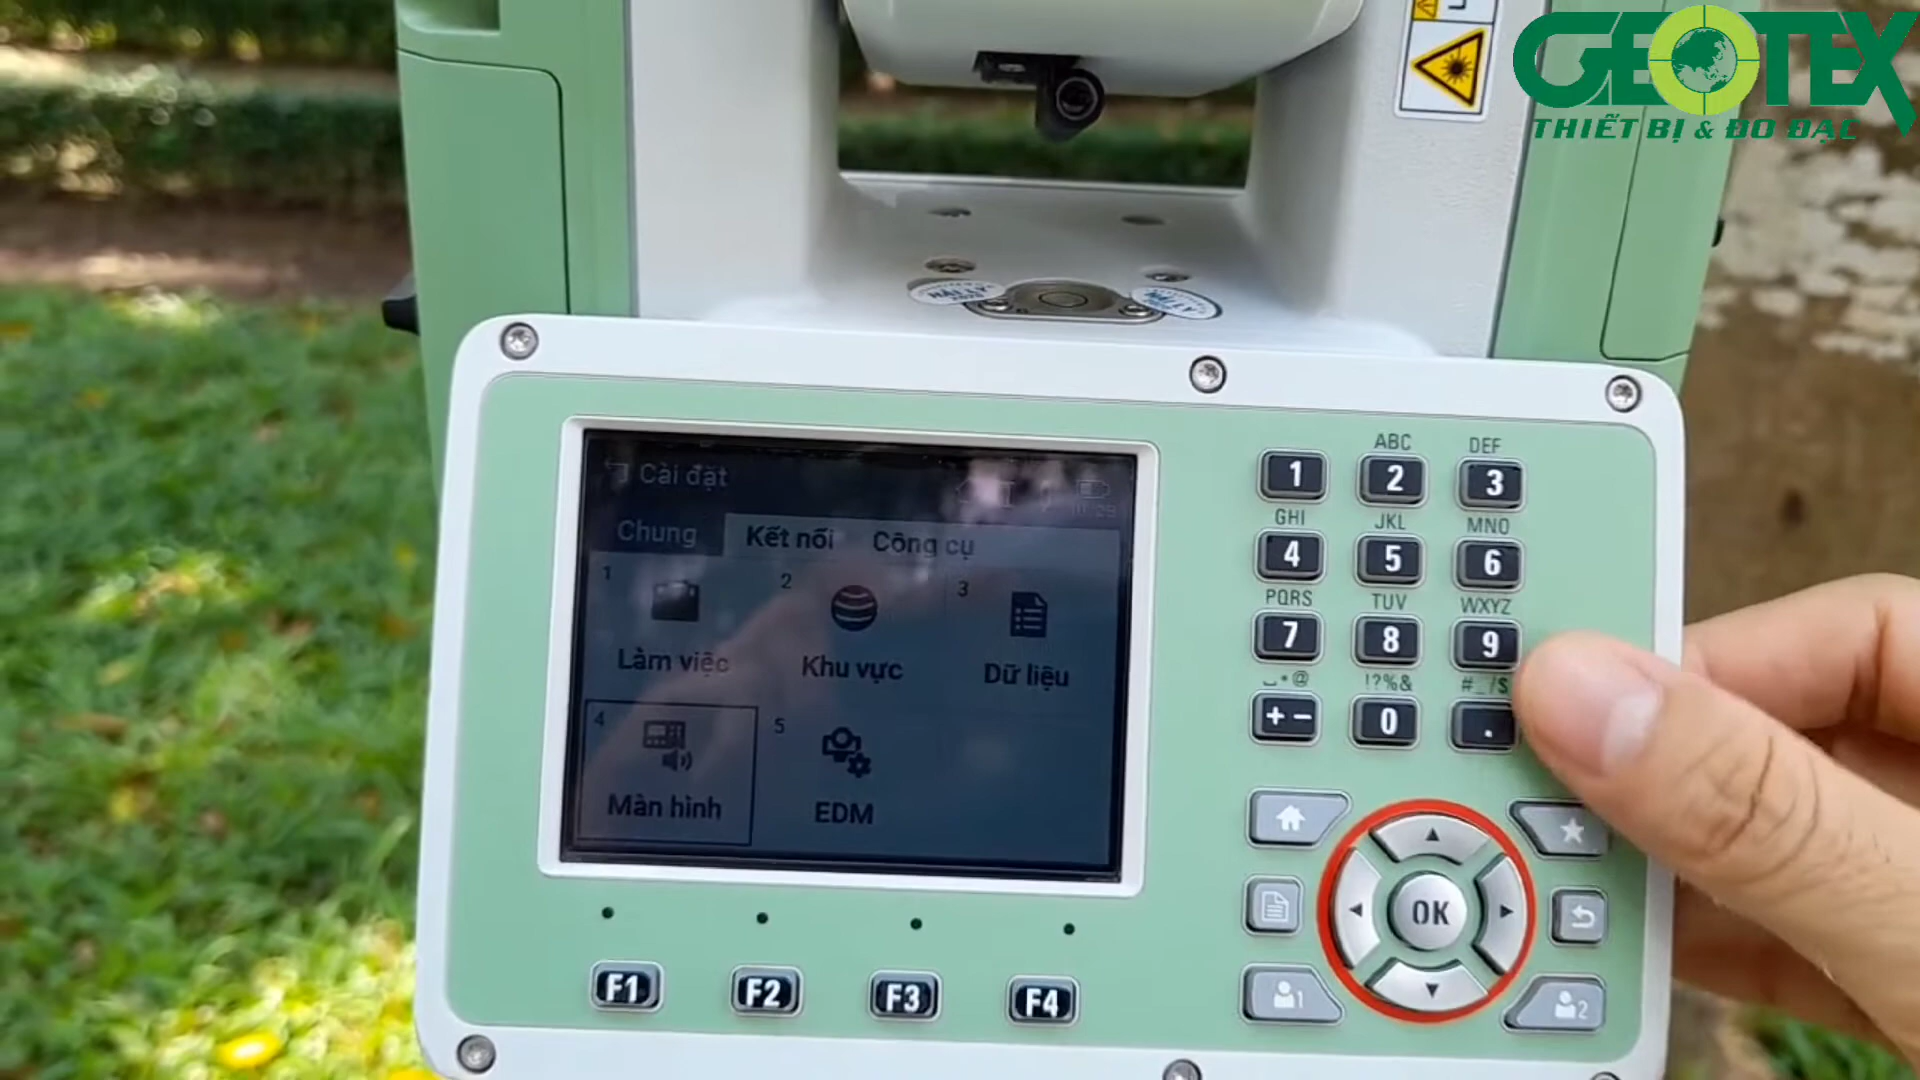 GEOTEX
THIẾT BỊ & ĐO ĐẠC
Cài đặt
Chung
Kết nối
Công cụ
1
Làm việc
2
Khu vực
3
Dữ liệu
4
Màn hình
5
EDM
ABC
DEF
1
2
3
GHI
JKL
MNO
4
5
6
PQRS
TUV
WXYZ
7
8
9
*@
!?%&
#_/$
+-
0
.
OK
1
2
F1
F2
F3
F4